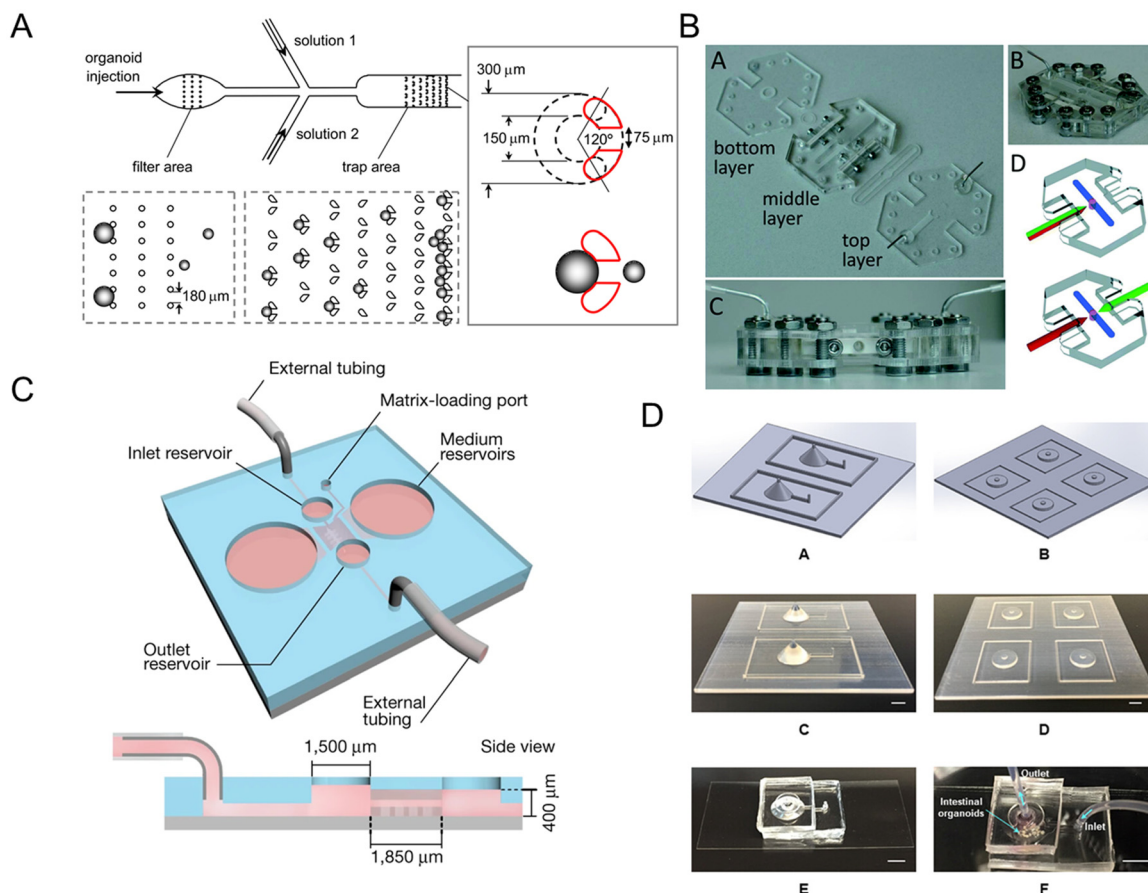 A
organoid
injection
solution 1
solution 2
filter area
trap area
180 µm
300 µm
150 µm
120°
75 µm
B
A
bottom
layer
middle
layer
top
layer
B
C
D
C
External tubing
Matrix-loading port
Inlet reservoir
Medium
reservoirs
Outlet
reservoir
External
tubing
1,500 µm
Side view
400 µm
1,850 µm
D
A
B
C
D
Outlet
Intestinal
organoids
Inlet
E
F